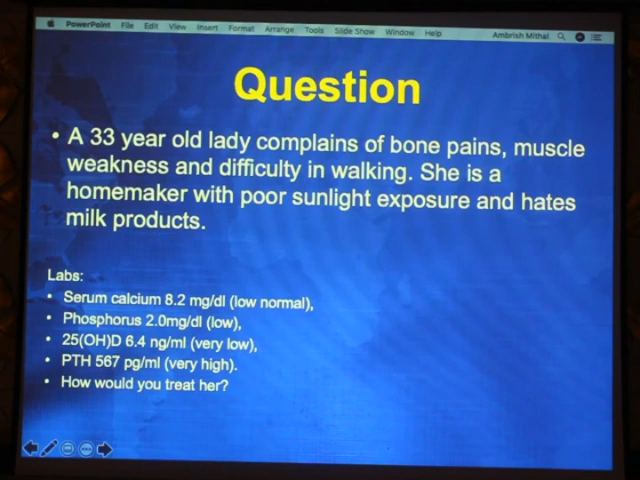 PowerPoint File Edit View Insert Format Arrange Tools Slide Show Window Help Ambrish Mithal
Question
• A 33 year old lady complains of bone pains, muscle
weakness and difficulty in walking. She is a
homemaker with poor sunlight exposure and hates
milk products.
Labs:
• Serum calcium 8.2 mg/dl (low normal),
• Phosphorus 2.0mg/dl (low),
• 25(OH)D 6.4 ng/ml (very low),
• PTH 567 pg/ml (very high).
• How would you treat her?